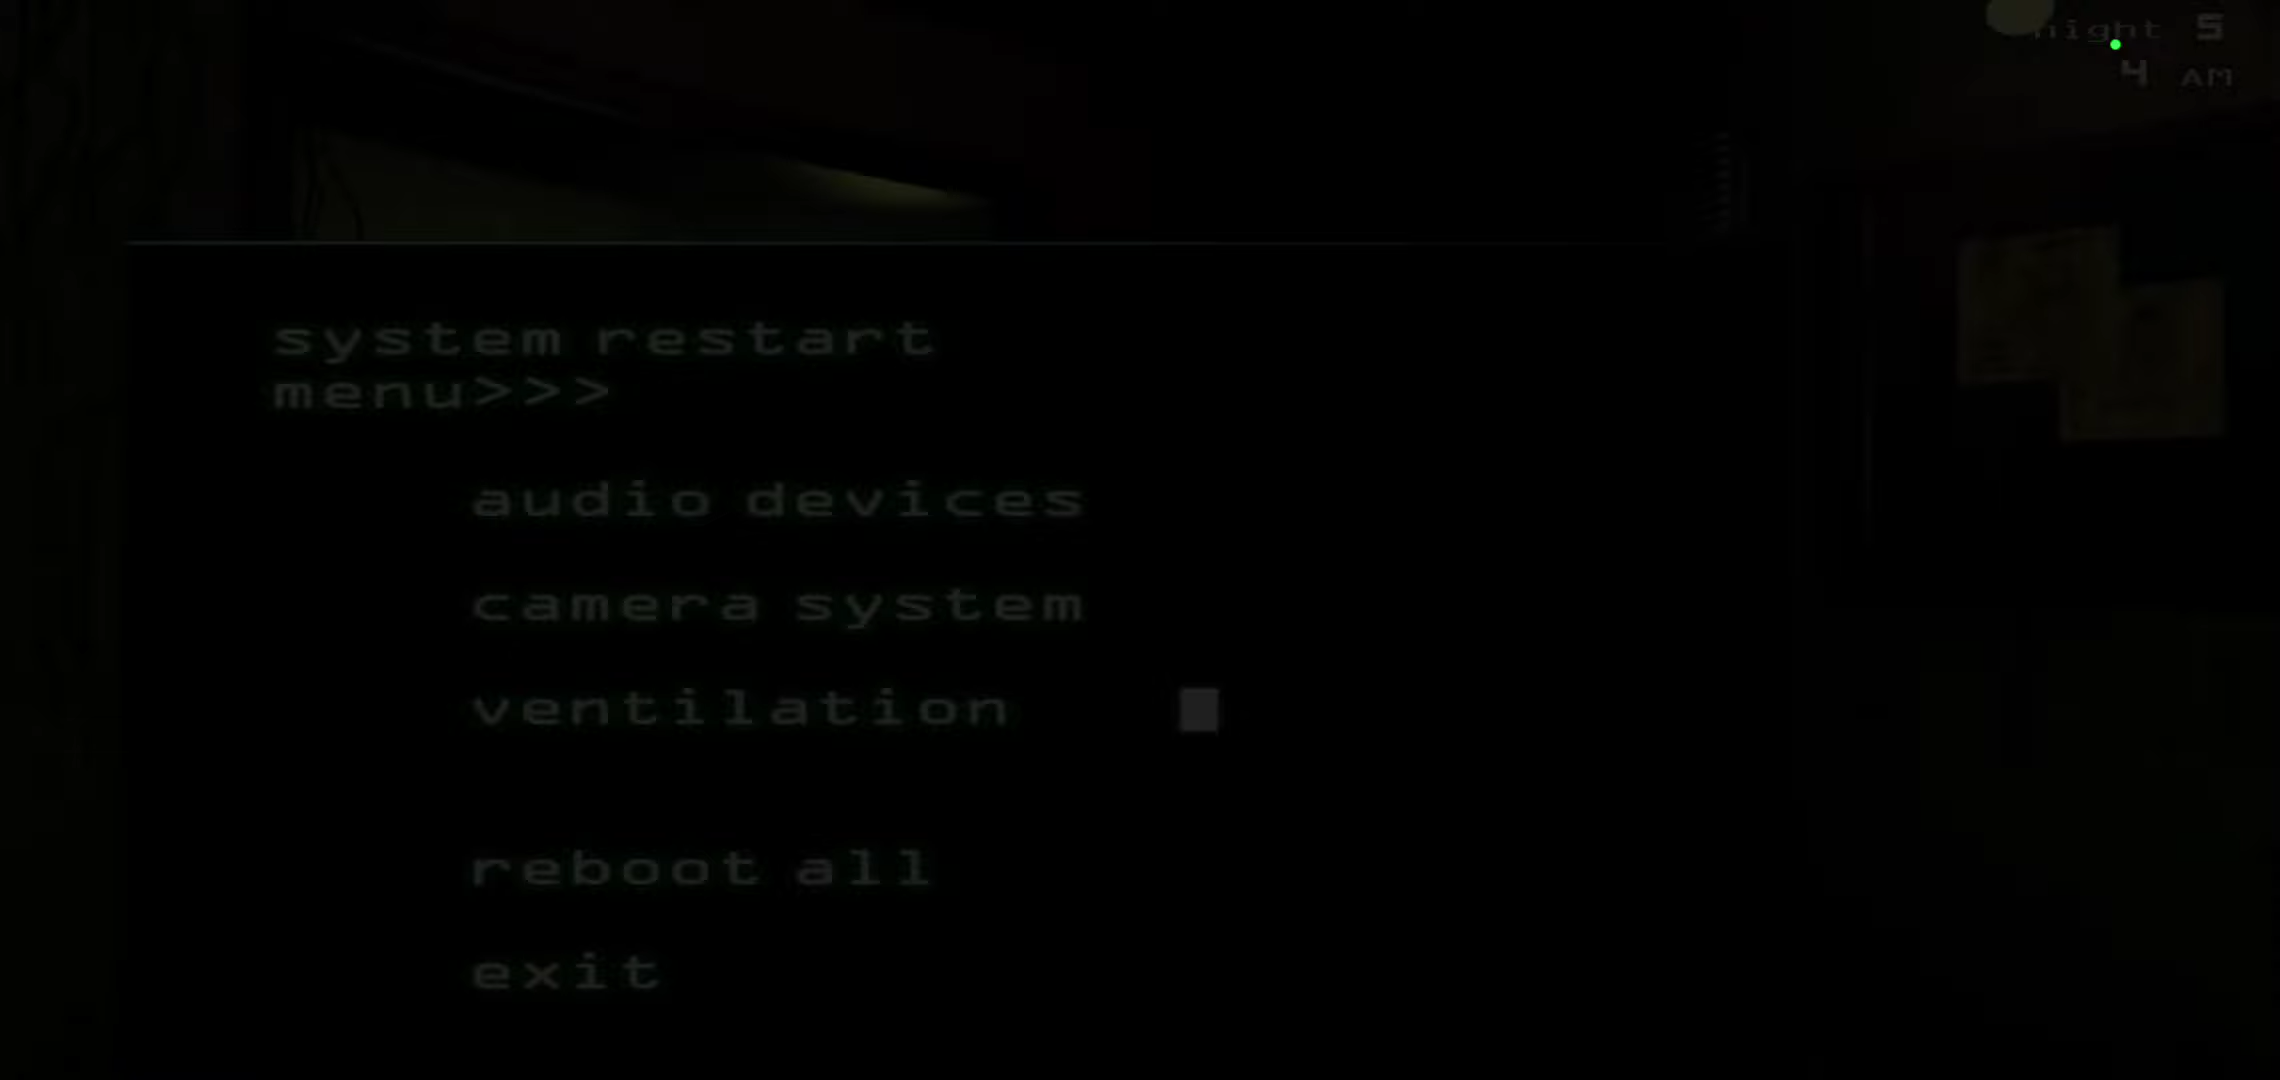 night 5
4 AM
system restart
menu>>>
audio devices
camera system
ventilation
reboot all
exit